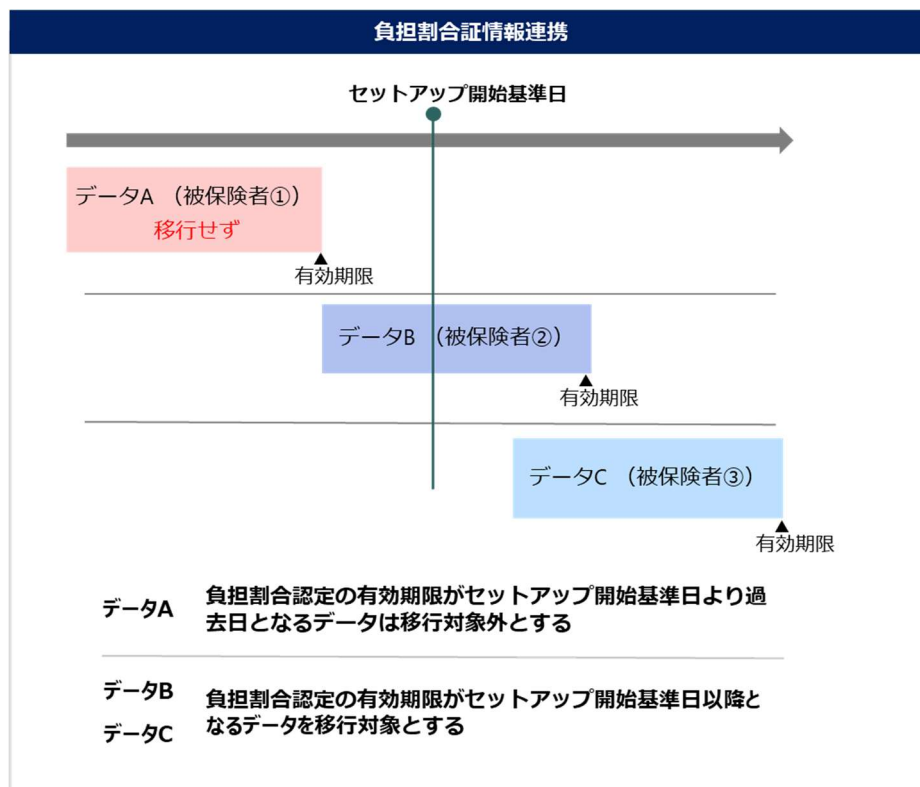 負担割合証情報連携
セットアップ開始基準日
データA （被保険者①）
移行せず
▲
有効期限
データB （被保険者②）
▲
有効期限
データC （被保険者③）
▲
有効期限
データA
負担割合認定の有効期限がセットアップ開始基準日より過
去日となるデータは移行対象外とする
データB
データC
負担割合認定の有効期限がセットアップ開始基準日以降と
なるデータを移行対象とする